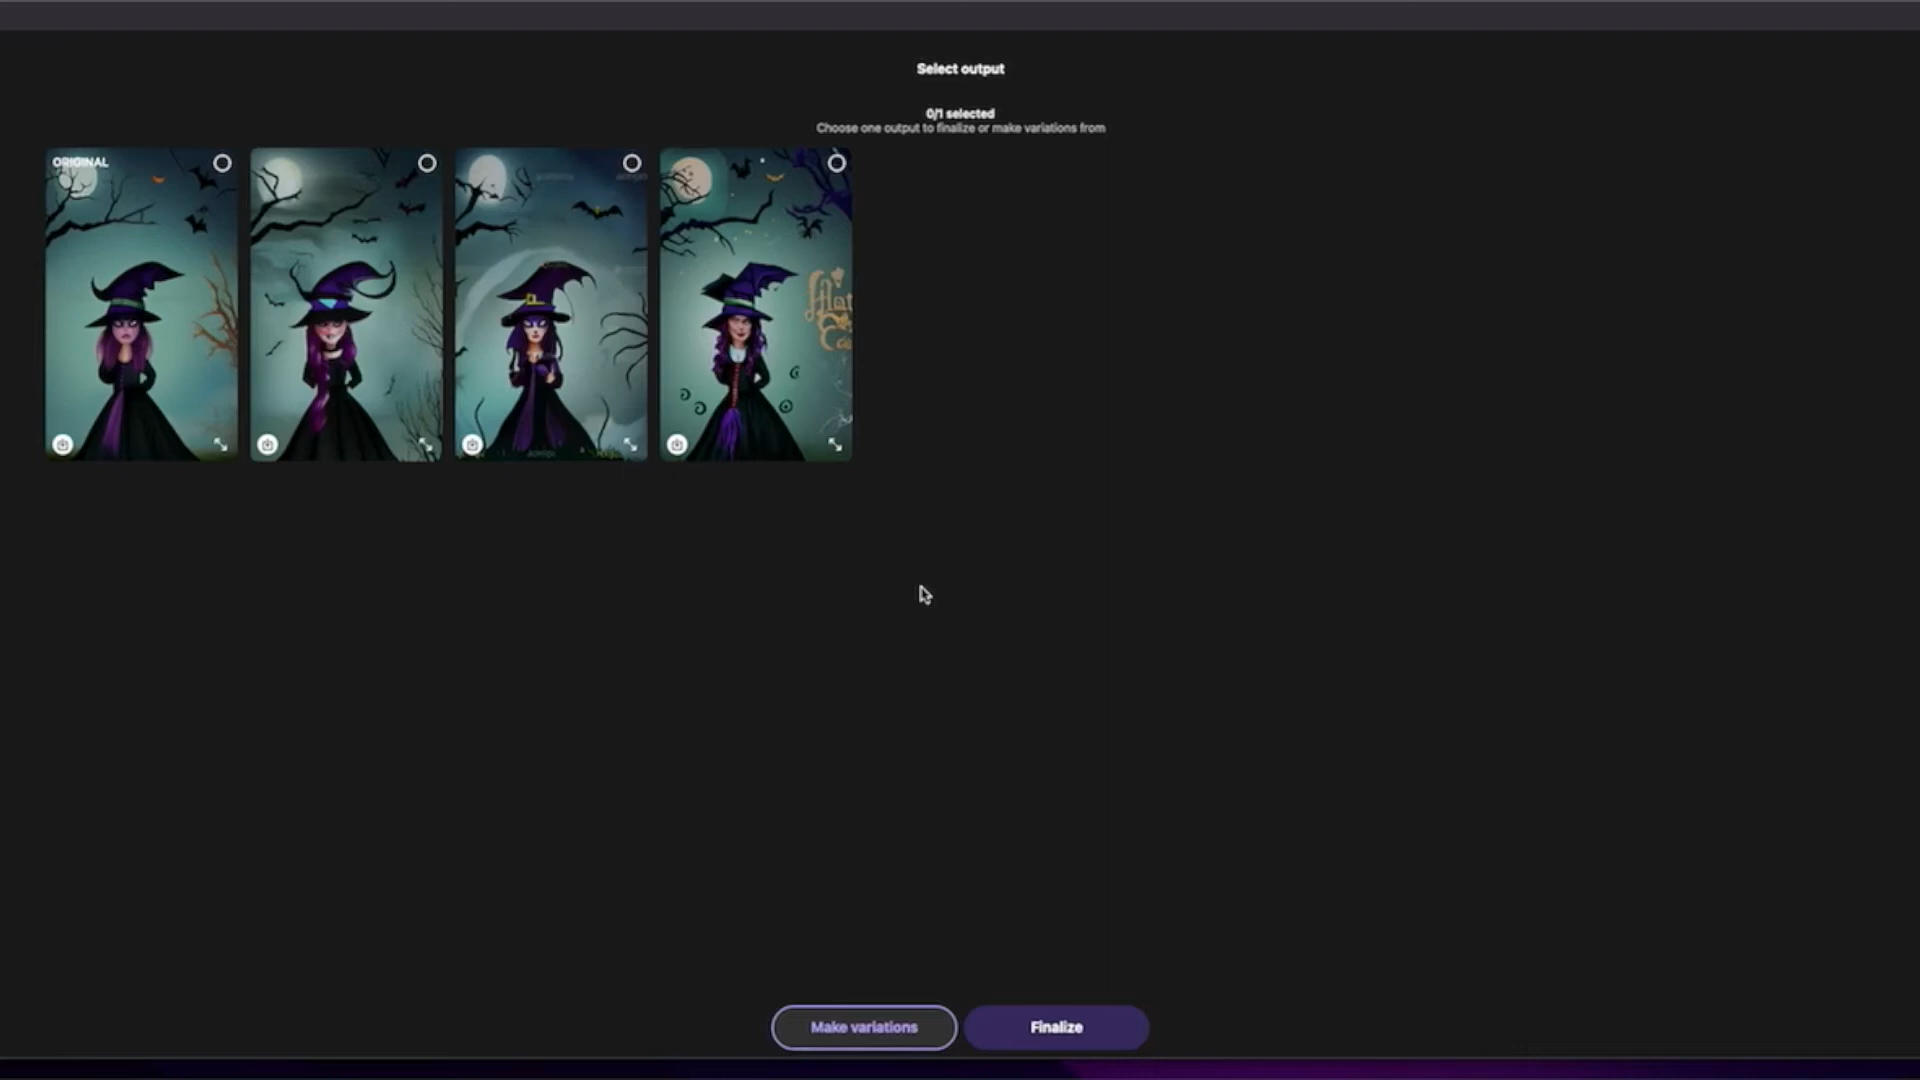 Select output
0/1 selected
Choose one output to finalize or make variations from
ORIGINAL
Make variations
Finalize